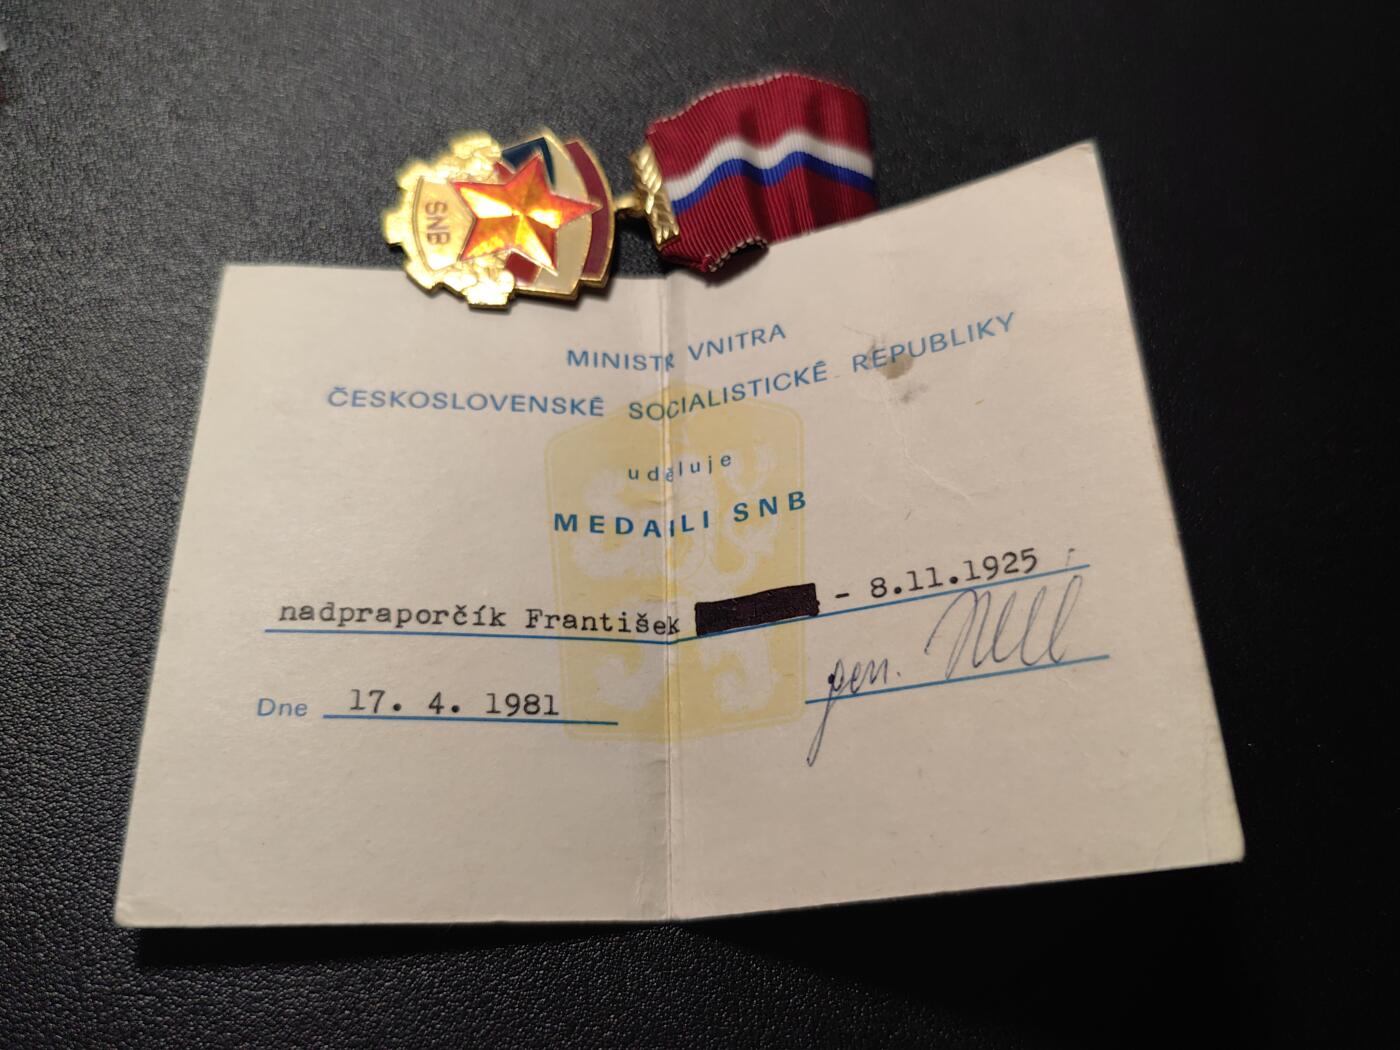 SNB
MINISTR VNITRA
ČESKOSLOVENSKÉ SOCIALISTICKÉ REPUBLIKY
uděluje
MEDAILI SNB
nadpraporčík František - 8.11.1925
Dne 17. 4. 1981
gen.